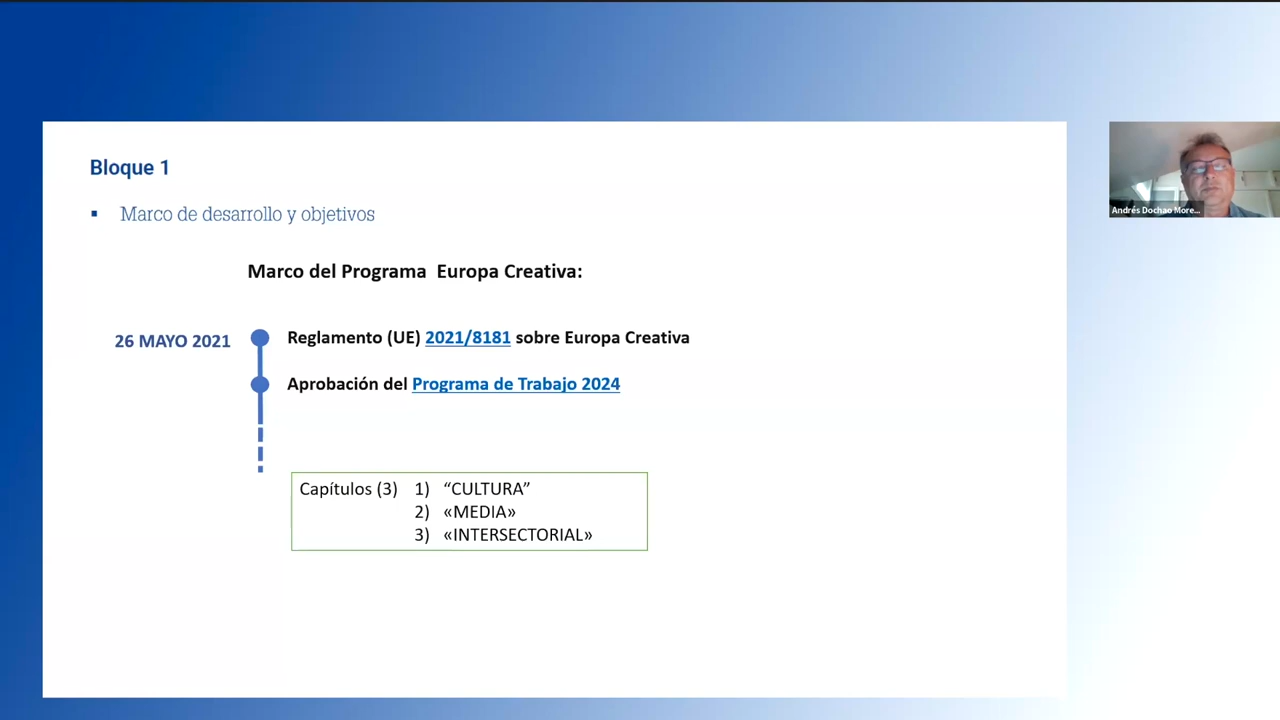 Bloque 1
▪ Marco de desarrollo y objetivos
Marco del Programa Europa Creativa:
26 MAYO 2021
Reglamento (UE) 2021/8181 sobre Europa Creativa
Aprobación del Programa de Trabajo 2024
Capítulos (3) 1) “CULTURA”
2) «MEDIA»
3) «INTERSECTORIAL»
Andrés Dochao More...